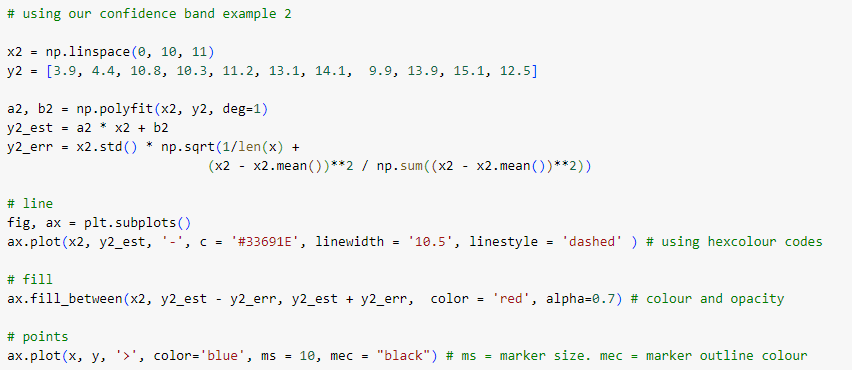 # using our confidence band example 2
x2 = np.linspace(0, 10, 11)
y2 = [3.9, 4.4, 10.8, 10.3, 11.2, 13.1, 14.1,  9.9, 13.9, 15.1, 12.5]
a2, b2 = np.polyfit(x2, y2, deg=1)
y2_est = a2 * x2 + b2
y2_err = x2.std() * np.sqrt(1/len(x) +
                          (x2 - x2.mean())**2 / np.sum((x2 - x2.mean())**2))
# line
fig, ax = plt.subplots()
ax.plot(x2, y2_est, '-', c = '#33691E', linewidth = '10.5', linestyle = 'dashed' ) # using hexcolour codes
# fill
ax.fill_between(x2, y2_est - y2_err, y2_est + y2_err,  color = 'red', alpha=0.7) # colour and opacity
# points
ax.plot(x, y, '>', color='blue', ms = 10, mec = "black") # ms = marker size. mec = marker outline colour